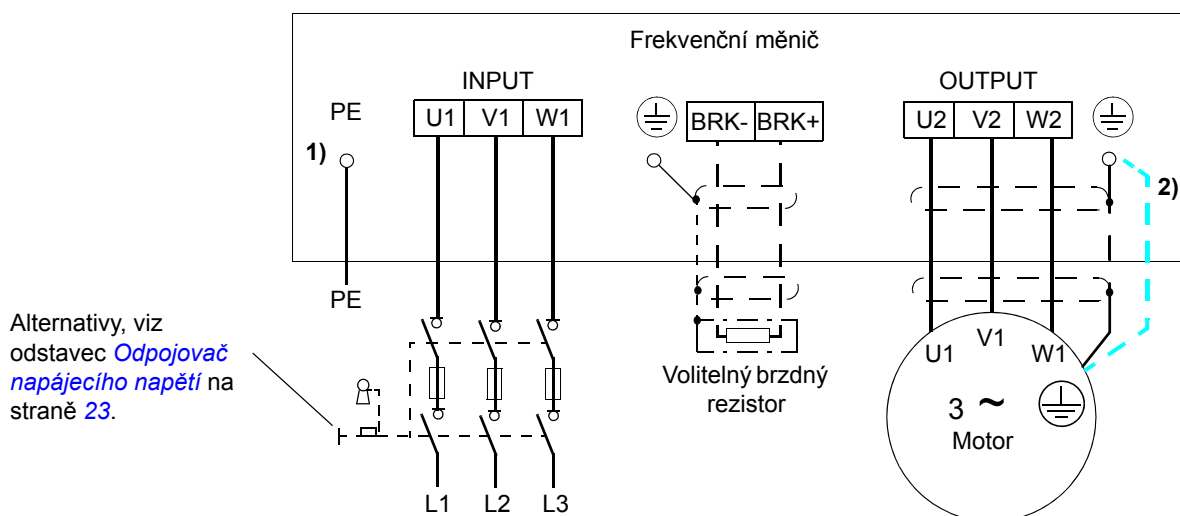 Frekvenční měnič
INPUT
OUTPUT
PE
U1 V1 W1
BRK- BRK+
U2 V2 W2
1)
2)
PE
Alternativy, viz
odstavec Odpojovač
napájecího napětí na
straně 23.
Volitelný brzdný
rezistor
U1 V1 W1
3 ~
Motor
L1 L2 L3